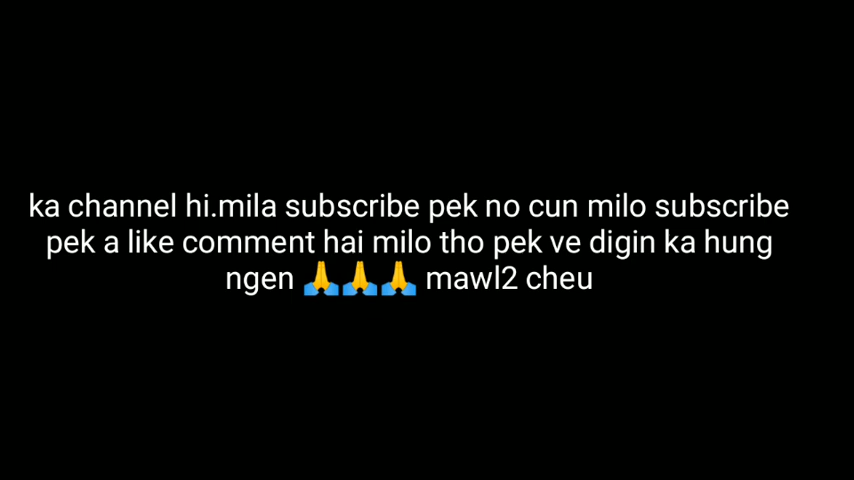 ka channel hi.mila subscribe pek no cun milo subscribe
pek a like comment hai milo tho pek ve digin ka hung
ngen 🙏🙏🙏 mawl2 cheu